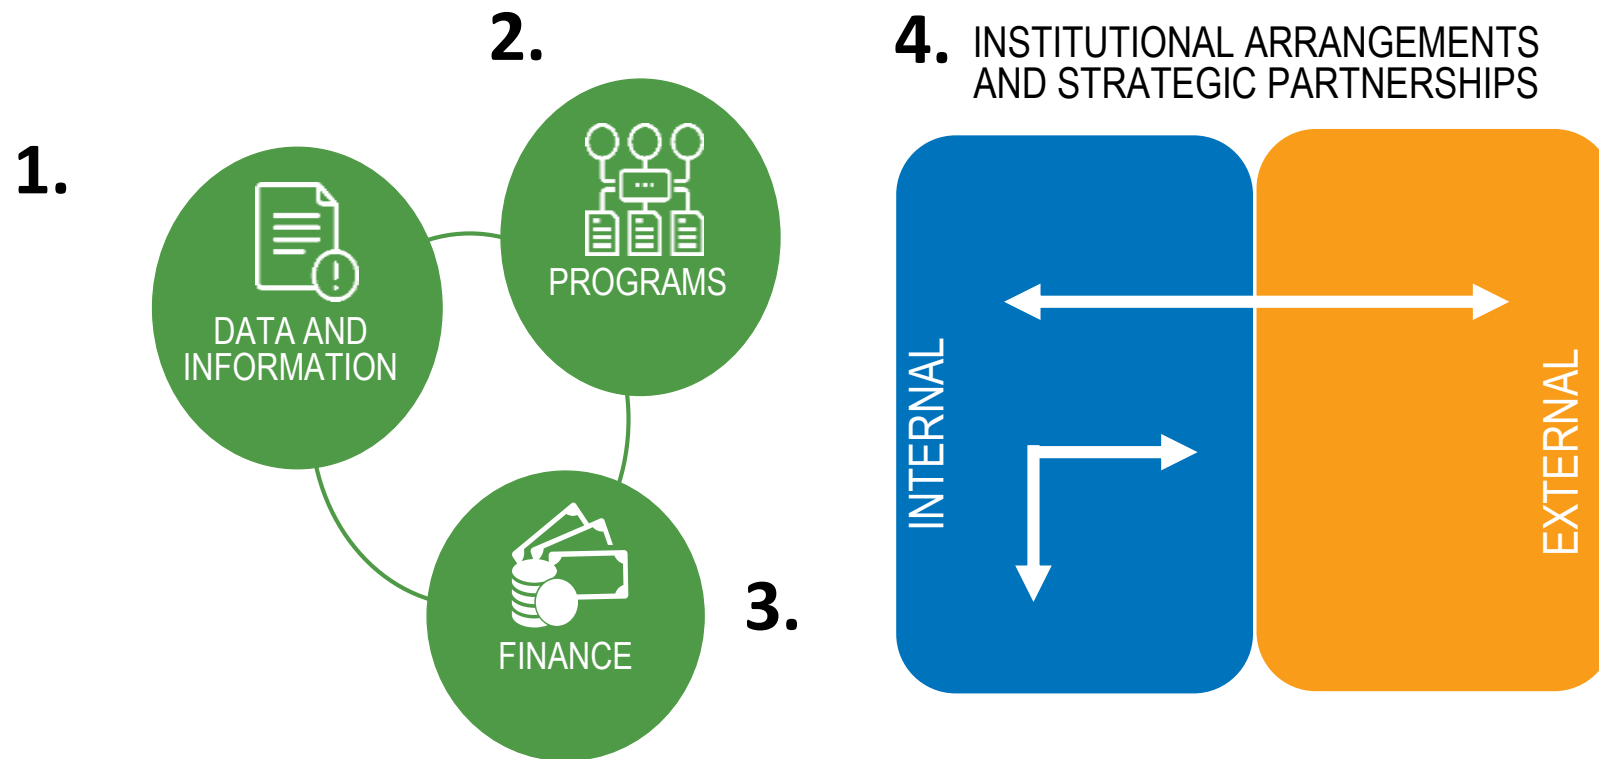 1.
DATA AND
INFORMATION
2.
PROGRAMS
3.
FINANCE
4. INSTITUTIONAL ARRANGEMENTS
AND STRATEGIC PARTNERSHIPS
INTERNAL
EXTERNAL